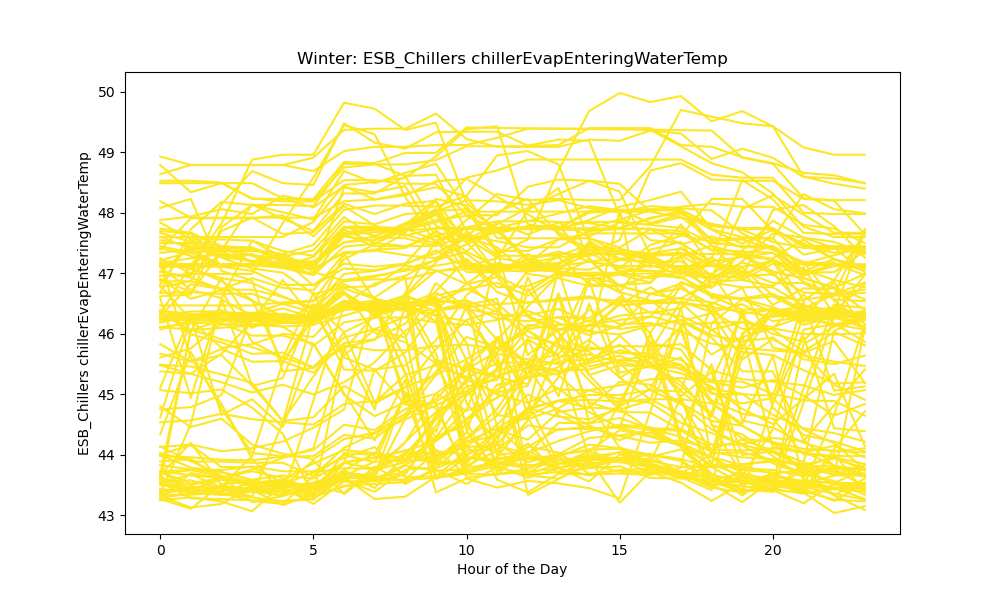 Winter: ESB_Chillers chillerEvapEnteringWaterTemp
50
49
48
47
46
45
44
43
ESB_Chillers chillerEvapEnteringWaterTemp
0 5 10 15 20
Hour of the Day